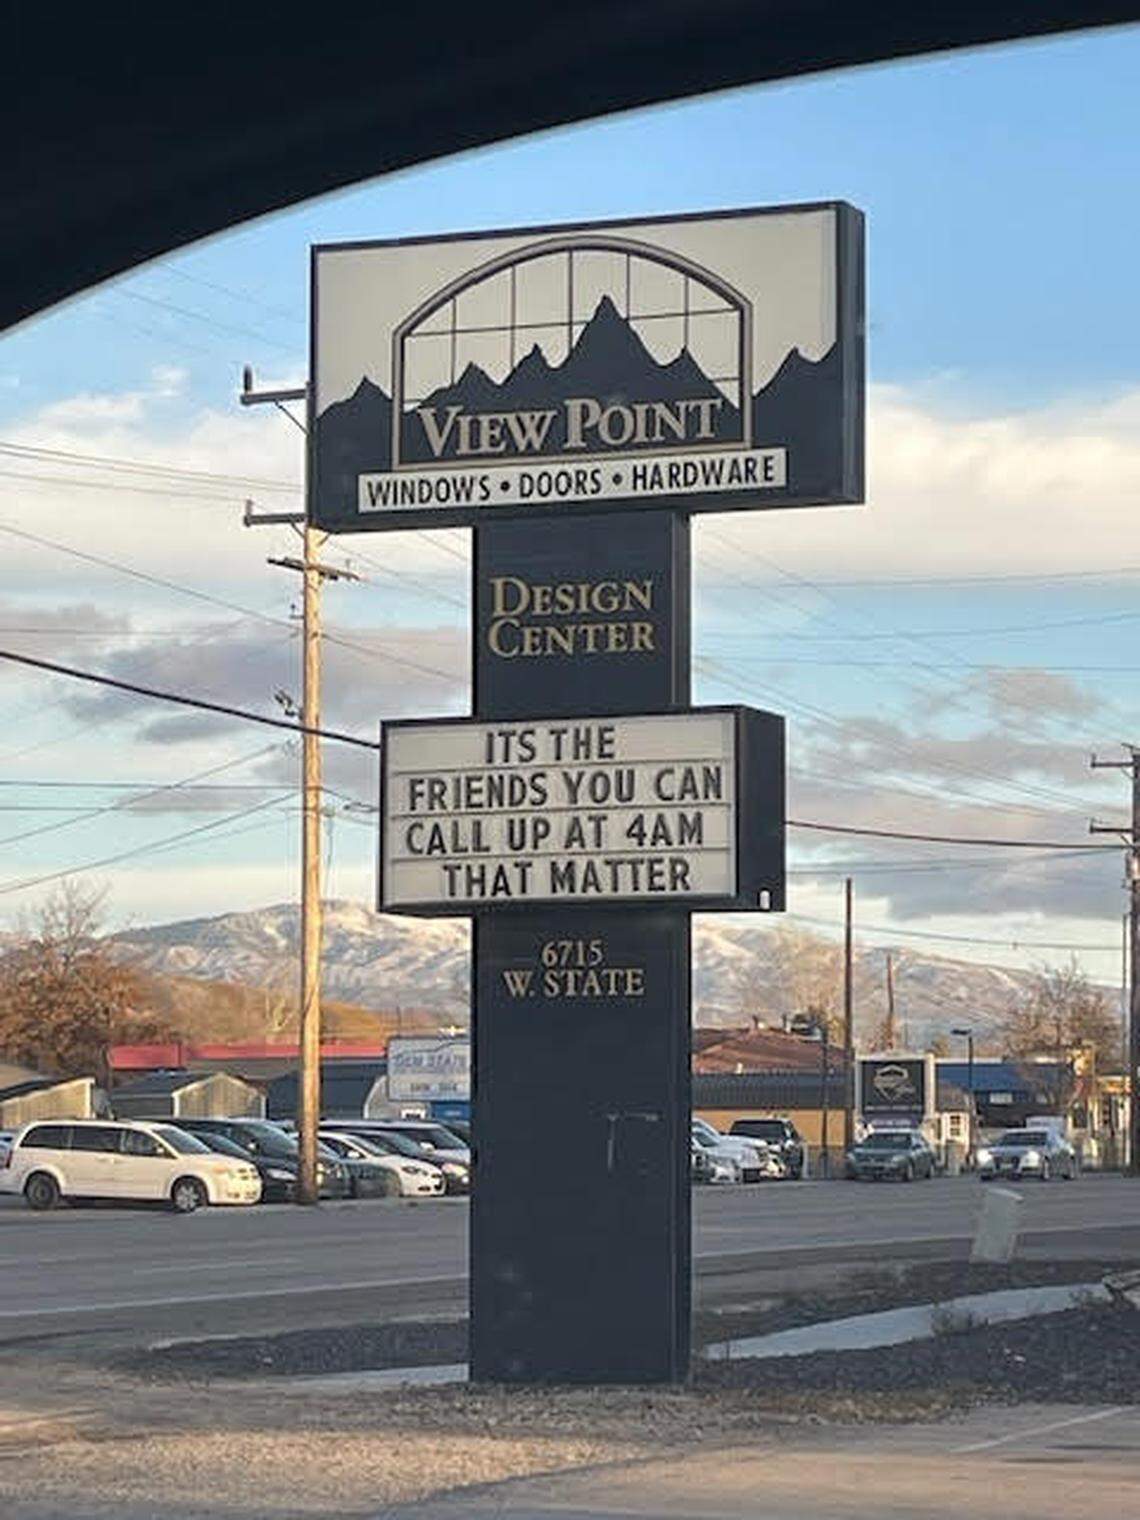 VIEW POINT
WINDOWS • DOORS • HARDWARE
DESIGN
CENTER
ITS THE
FRIENDS YOU CAN
CALL UP AT 4AM
THAT MATTER
6715
W. STATE